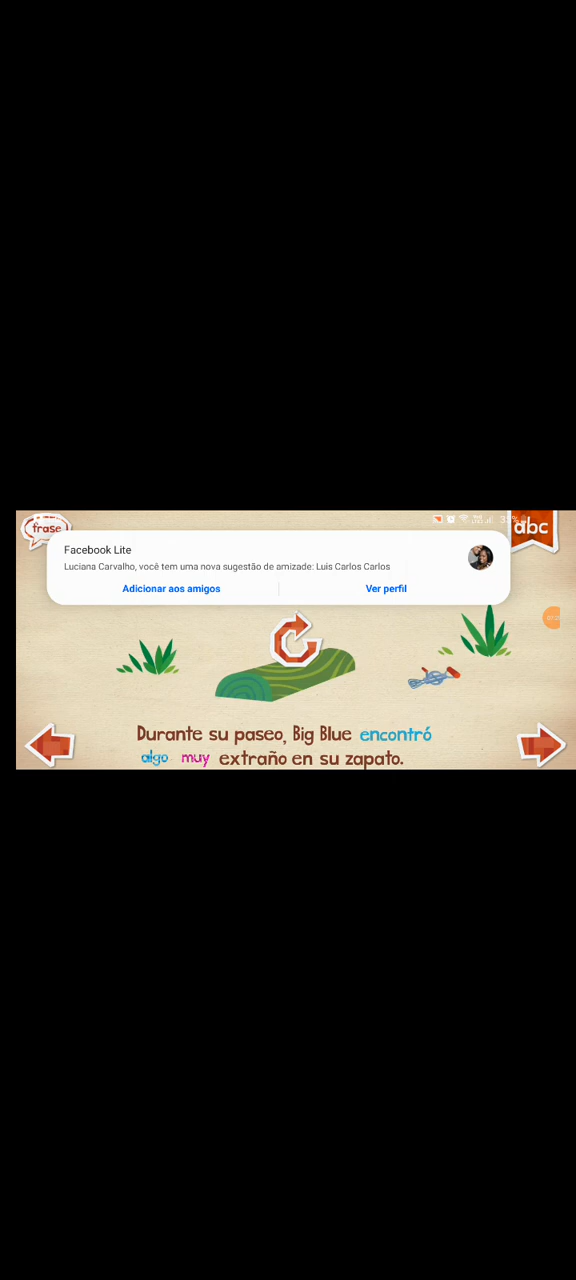 frase
abc
Facebook Lite
Luciana Carvalho, você tem uma nova sugestão de amizade: Luis Carlos Carlos
Adicionar aos amigos
Ver perfil
Durante su paseo, Big Blue encontró
algo muy extraño en su zapato.